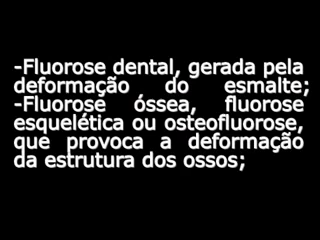 -Fluorose dental, gerada pela
deformação do esmalte;
-Fluorose óssea, fluorose
esquelética ou osteofluorose,
que provoca a deformação
da estrutura dos ossos;